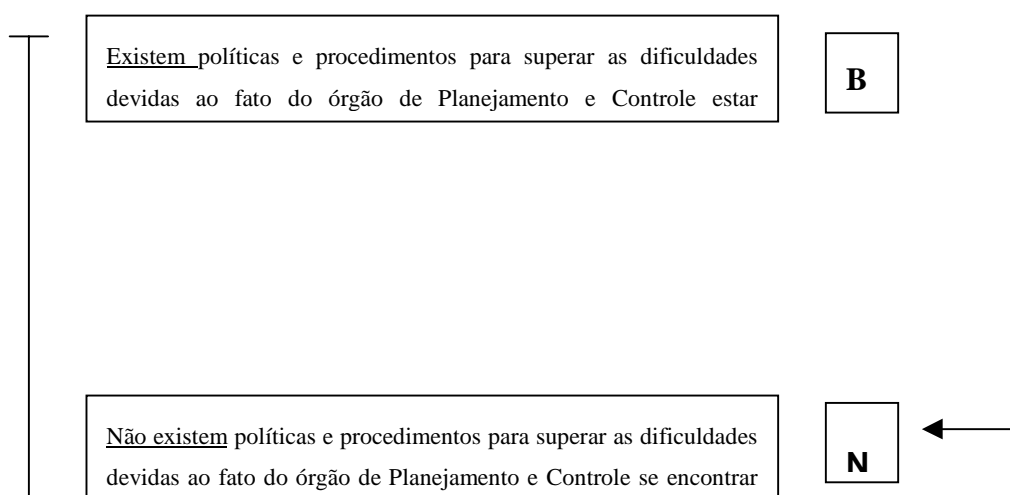 Existem políticas e procedimentos para superar as dificuldades
devidas ao fato do órgão de Planejamento e Controle estar
B
Não existem políticas e procedimentos para superar as dificuldades
devidas ao fato do órgão de Planejamento e Controle se encontrar
N